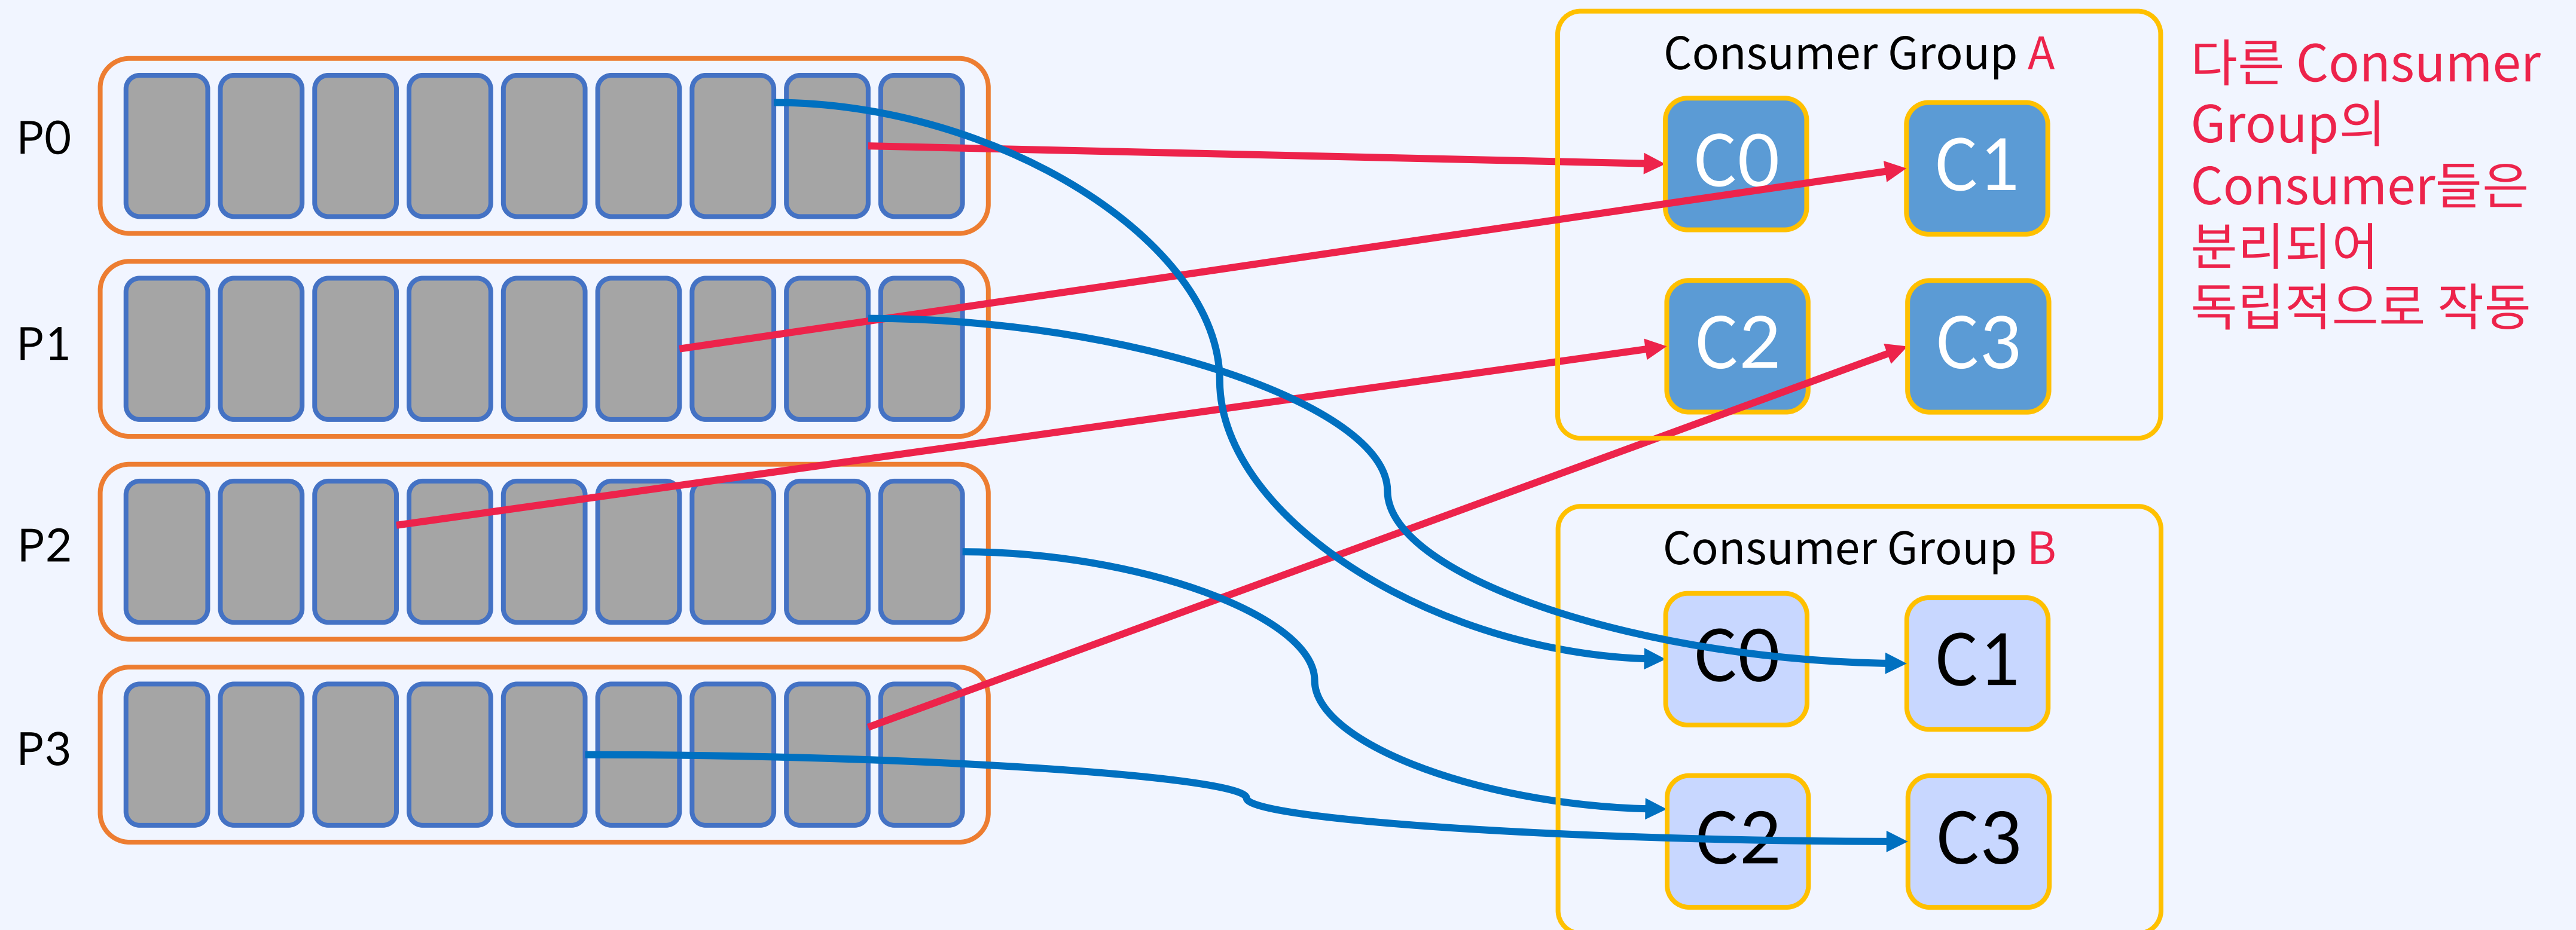 P0
P1
P2
P3
Consumer Group A
C0
C1
C2
C3
Consumer Group B
C0
C1
C2
C3
다른 Consumer
Group의
Consumer들은
분리되어
독립적으로 작동